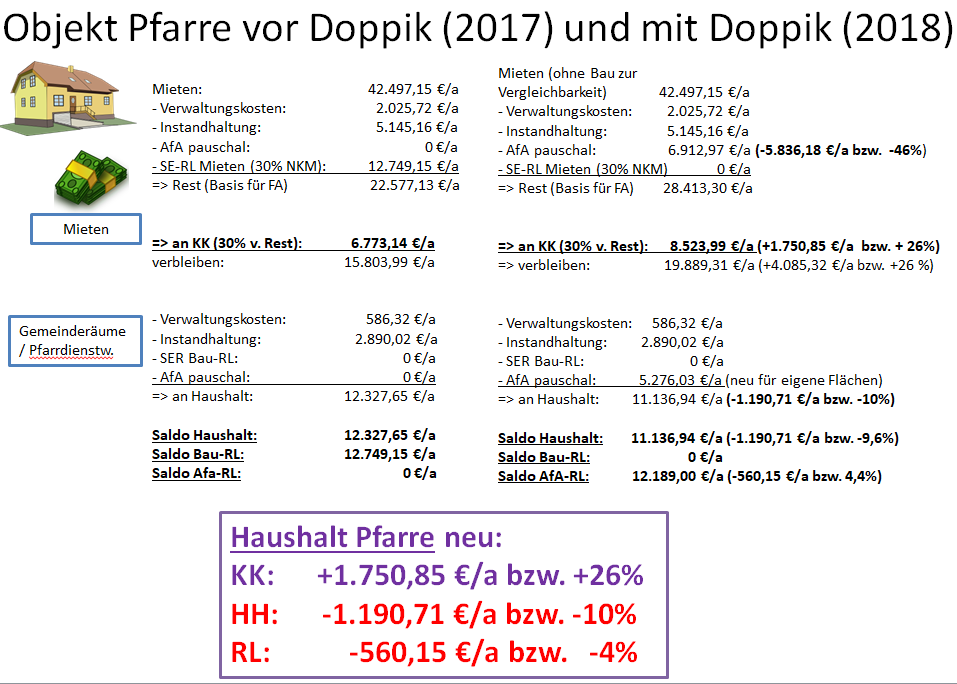 Objekt Pfarre vor Doppik (2017) und mit Doppik (2018)
Mieten: 42.497,15 €/a
- Verwaltungskosten: 2.025,72 €/a
- Instandhaltung: 5.145,16 €/a
- AfA pauschal: 0 €/a
- SE-RL Mieten (30% NKM): 12.749,15 €/a
=> Rest (Basis für FA) 22.577,13 €/a
Mieten (ohne Bau zur
Vergleichbarkeit) 42.497,15 €/a
- Verwaltungskosten: 2.025,72 €/a
- Instandhaltung: 5.145,16 €/a
- AfA pauschal: 6.912,97 €/a (-5.836,18 €/a bzw. -46%)
- SE-RL Mieten (30% NKM) 0 €/a
=> Rest (Basis für FA) 28.413,30 €/a
Mieten
=> an KK (30% v. Rest): 6.773,14 €/a
verbleiben: 15.803,99 €/a
=> an KK (30% v. Rest): 8.523,99 €/a (+1.750,85 €/a bzw. + 26%)
=> verbleiben: 19.889,31 €/a (+4.085,32 €/a bzw. +26 %)
Gemeinderäume
/ Pfarrdienstw.
- Verwaltungskosten: 586,32 €/a
- Instandhaltung: 2.890,02 €/a
- SER Bau-RL: 0 €/a
- AfA pauschal: 0 €/a
=> an Haushalt: 12.327,65 €/a
- Verwaltungskosten: 586,32 €/a
- Instandhaltung: 2.890,02 €/a
- SER Bau-RL: 0 €/a
- AfA pauschal: 5.276,03 €/a (neu für eigene Flächen)
=> an Haushalt: 11.136,94 €/a (-1.190,71 €/a bzw. -10%)
Saldo Haushalt: 12.327,65 €/a
Saldo Bau-RL: 12.749,15 €/a
Saldo Afa-RL: 0 €/a
Saldo Haushalt: 11.136,94 €/a (-1.190,71 €/a bzw. -9,6%)
Saldo Bau-RL: 0 €/a
Saldo AfA-RL: 12.189,00 €/a (-560,15 €/a bzw. 4,4%)
Haushalt Pfarre neu:
KK: +1.750,85 €/a bzw. +26%
HH: -1.190,71 €/a bzw. -10%
RL: -560,15 €/a bzw. -4%